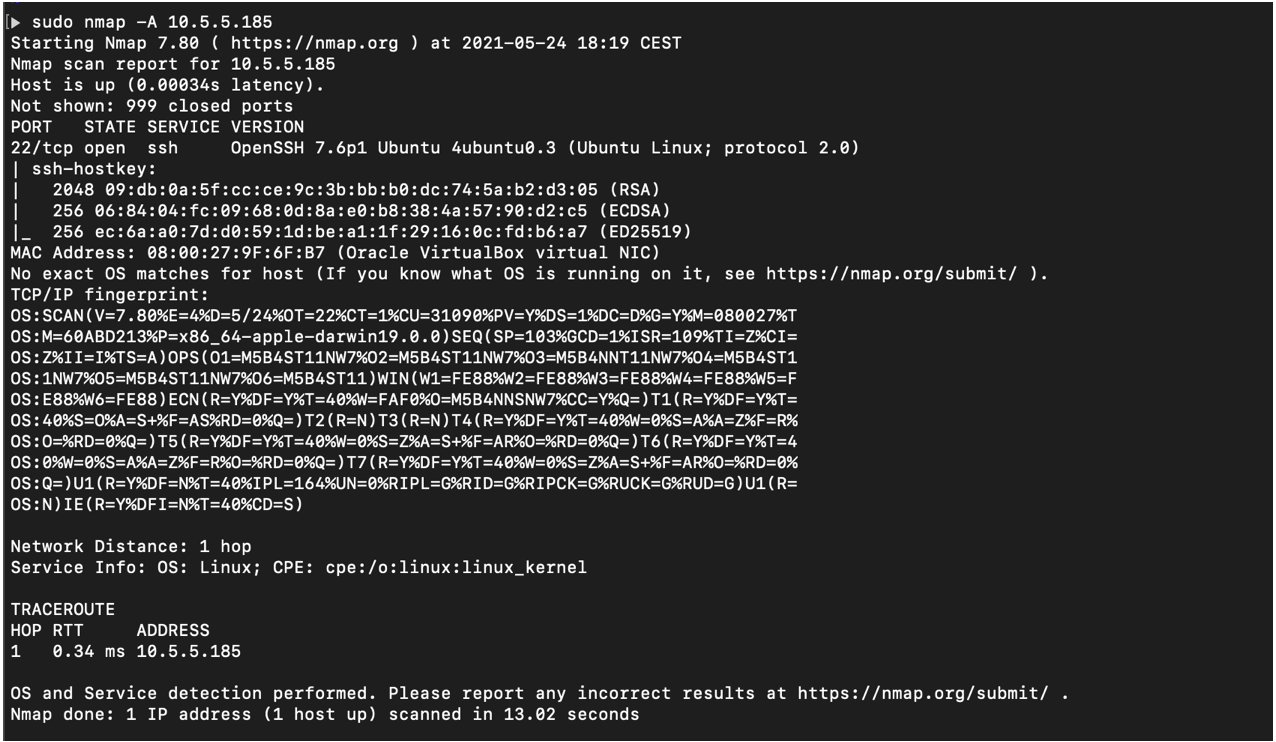 sudo nmap -A 10.5.5.185
Starting Nmap 7.80 ( https://nmap.org ) at 2021-05-24 18:19 CEST
Nmap scan report for 10.5.5.185
Host is up (0.00034s latency).
Not shown: 999 closed ports
PORT   STATE SERVICE VERSION
22/tcp open  ssh     OpenSSH 7.6p1 Ubuntu 4ubuntu0.3 (Ubuntu Linux; protocol 2.0)
| ssh-hostkey:
|   2048 09:db:0a:5f:cc:ce:9c:3b:bb:b0:dc:74:5a:b2:d3:05 (RSA)
|   256 06:84:04:fc:09:68:0d:8a:e0:b8:38:4a:57:90:d2:c5 (ECDSA)
|_  256 ec:6a:a0:7d:d0:59:1d:be:a1:1f:29:16:0c:fd:b6:a7 (ED25519)
MAC Address: 08:00:27:9F:6F:B7 (Oracle VirtualBox virtual NIC)
No exact OS matches for host (If you know what OS is running on it, see https://nmap.org/submit/ ).
TCP/IP fingerprint:
OS:SCAN(V=7.80%E=4%D=5/24%OT=22%CT=1%CU=31090%PV=Y%DS=1%DC=D%G=Y%M=080027%T
OS:M=60ABD213%P=x86_64-apple-darwin19.0.0)SEQ(SP=103%GCD=1%ISR=109%TI=Z%CI=
OS:Z%II=I%TS=A)OPS(O1=M5B4ST11NW7%O2=M5B4ST11NW7%O3=M5B4NNT11NW7%O4=M5B4ST1
OS:1NW7%O5=M5B4ST11NW7%O6=M5B4ST11)WIN(W1=FE88%W2=FE88%W3=FE88%W4=FE88%W5=F
OS:E88%W6=FE88)ECN(R=Y%DF=Y%T=40%W=FAF0%O=M5B4NNSNW7%CC=Y%Q=)T1(R=Y%DF=Y%T=
OS:40%S=O%A=S+%F=AS%RD=0%Q=)T2(R=N)T3(R=N)T4(R=Y%DF=Y%T=40%W=0%S=A%A=Z%F=R%
OS:O=%RD=0%Q=)T5(R=Y%DF=Y%T=40%W=0%S=Z%A=S+%F=AR%O=%RD=0%Q=)T6(R=Y%DF=Y%T=4
OS:0%W=0%S=A%A=Z%F=R%O=%RD=0%Q=)T7(R=Y%DF=Y%T=40%W=0%S=Z%A=S+%F=AR%O=%RD=0%
OS:Q=)U1(R=Y%DF=N%T=40%IPL=164%UN=0%RIPL=G%RID=G%RIPCK=G%RUCK=G%RUD=G)U1(R=
OS:N)IE(R=Y%DFI=N%T=40%CD=S)
Network Distance: 1 hop
Service Info: OS: Linux; CPE: cpe:/o:linux:linux_kernel
TRACEROUTE
HOP RTT     ADDRESS
1   0.34 ms 10.5.5.185
OS and Service detection performed. Please report any incorrect results at https://nmap.org/submit/ .
Nmap done: 1 IP address (1 host up) scanned in 13.02 seconds